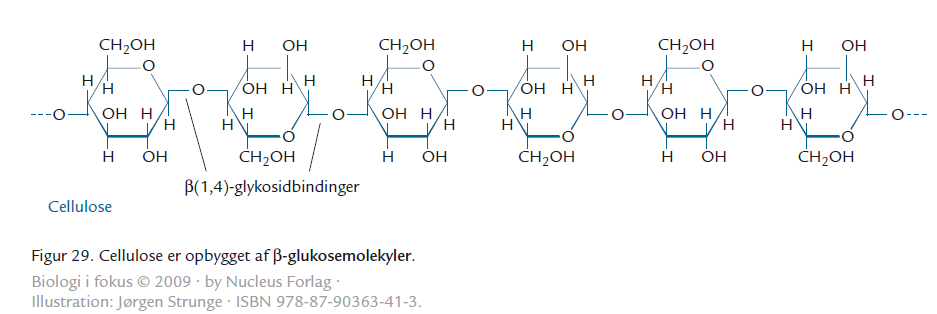 CH₂OH H OH CH₂OH H OH CH₂OH H OH
O O O
H H OH H H H H OH H H H H OH H H
O O O
---O OH H H H H O OH H H H H O OH H H H H O---
O O O
H OH CH₂OH H OH CH₂OH H OH CH₂OH
β(1,4)-glykosidbindinger
Cellulose
Figur 29. Cellulose er opbygget af β-glukosemolekyler.
Biologi i fokus © 2009 · by Nucleus Forlag ·
Illustration: Jørgen Strunge · ISBN 978-87-90363-41-3.